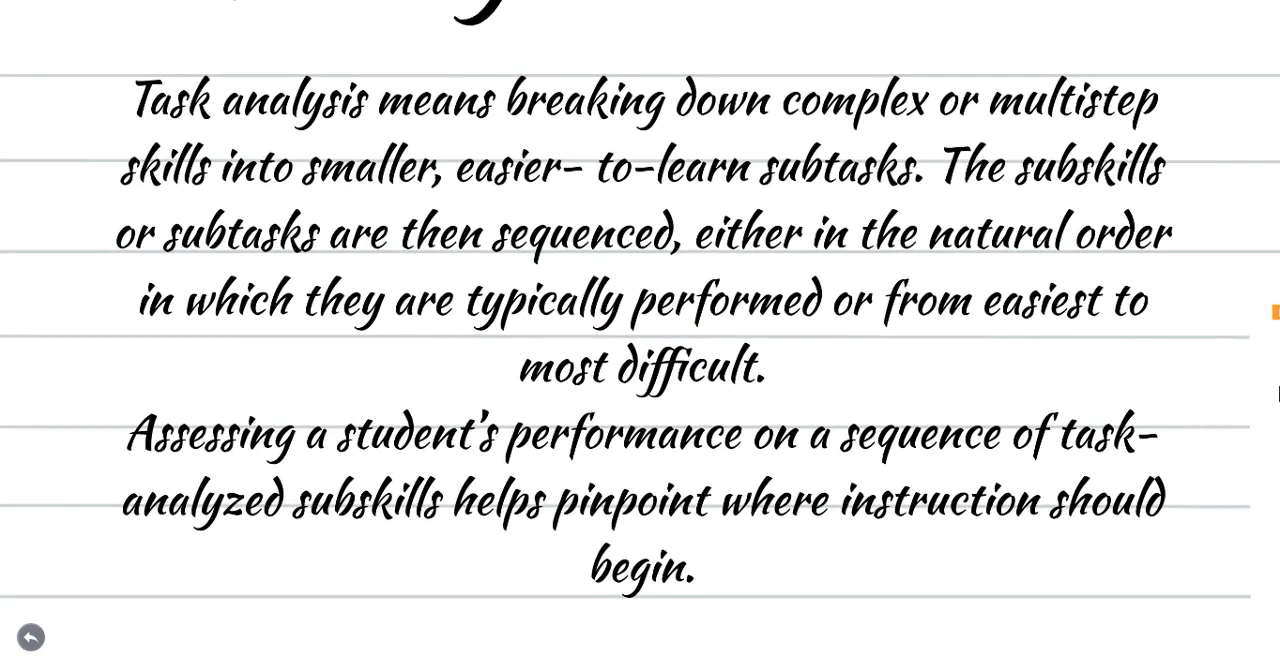 Task analysis means breaking down complex or multistep
skills into smaller, easier- to-learn subtasks. The subskills
or subtasks are then sequenced, either in the natural order
in which they are typically performed or from easiest to
most difficult.
Assessing a student's performance on a sequence of task-
analyzed subskills helps pinpoint where instruction should
begin.